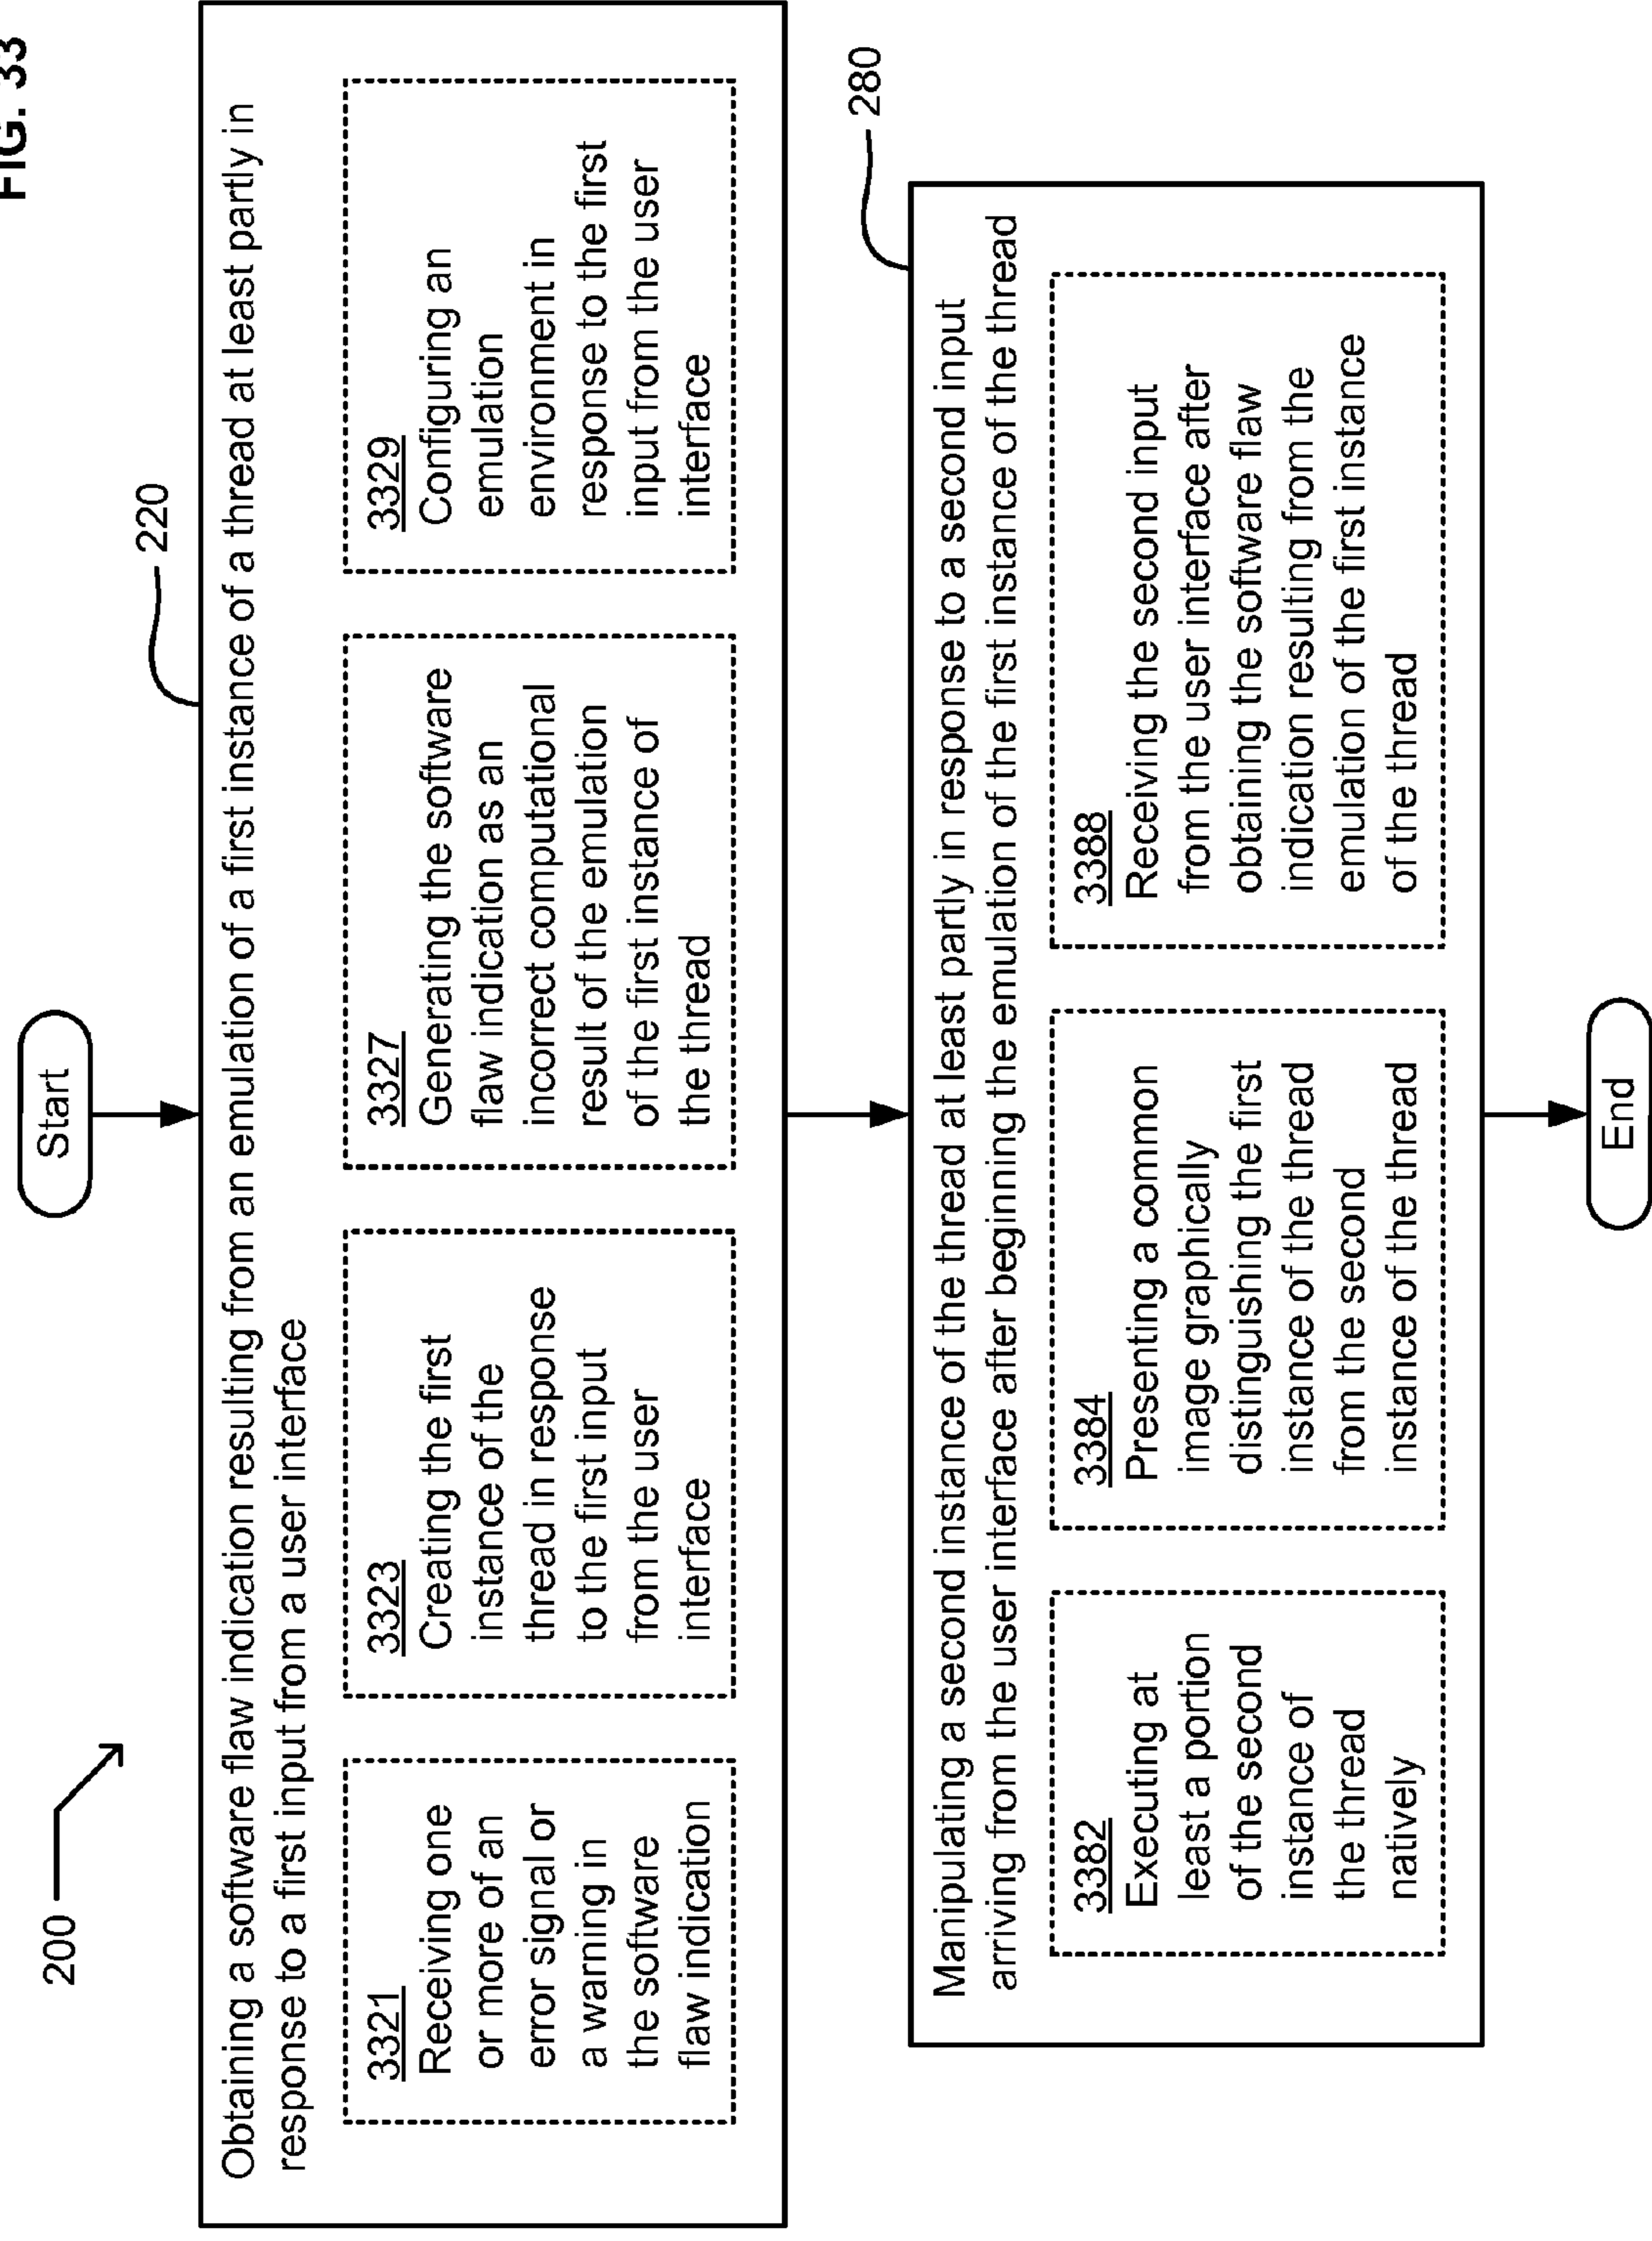 FIG. 33
200
Start
220
Obtaining a software flaw indication resulting from an emulation of a first instance of a thread at least partly in
response to a first input from a user interface
3321
Receiving one
or more of an
error signal or
a warning in
the software
flaw indication
3323
Creating the first
instance of the
thread in response
to the first input
from the user
interface
3327
Generating the software
flaw indication as an
incorrect computational
result of the emulation
of the first instance of
the thread
3329
Configuring an
emulation
environment in
response to the first
input from the user
interface
280
Manipulating a second instance of the thread at least partly in response to a second input
arriving from the user interface after beginning the emulation of the first instance of the thread
3382
Executing at
least a portion
of the second
instance of
the thread
natively
3384
Presenting a common
image graphically
distinguishing the first
instance of the thread
from the second
instance of the thread
3388
Receiving the second input
from the user interface after
obtaining the software flaw
indication resulting from the
emulation of the first instance
of the thread
End